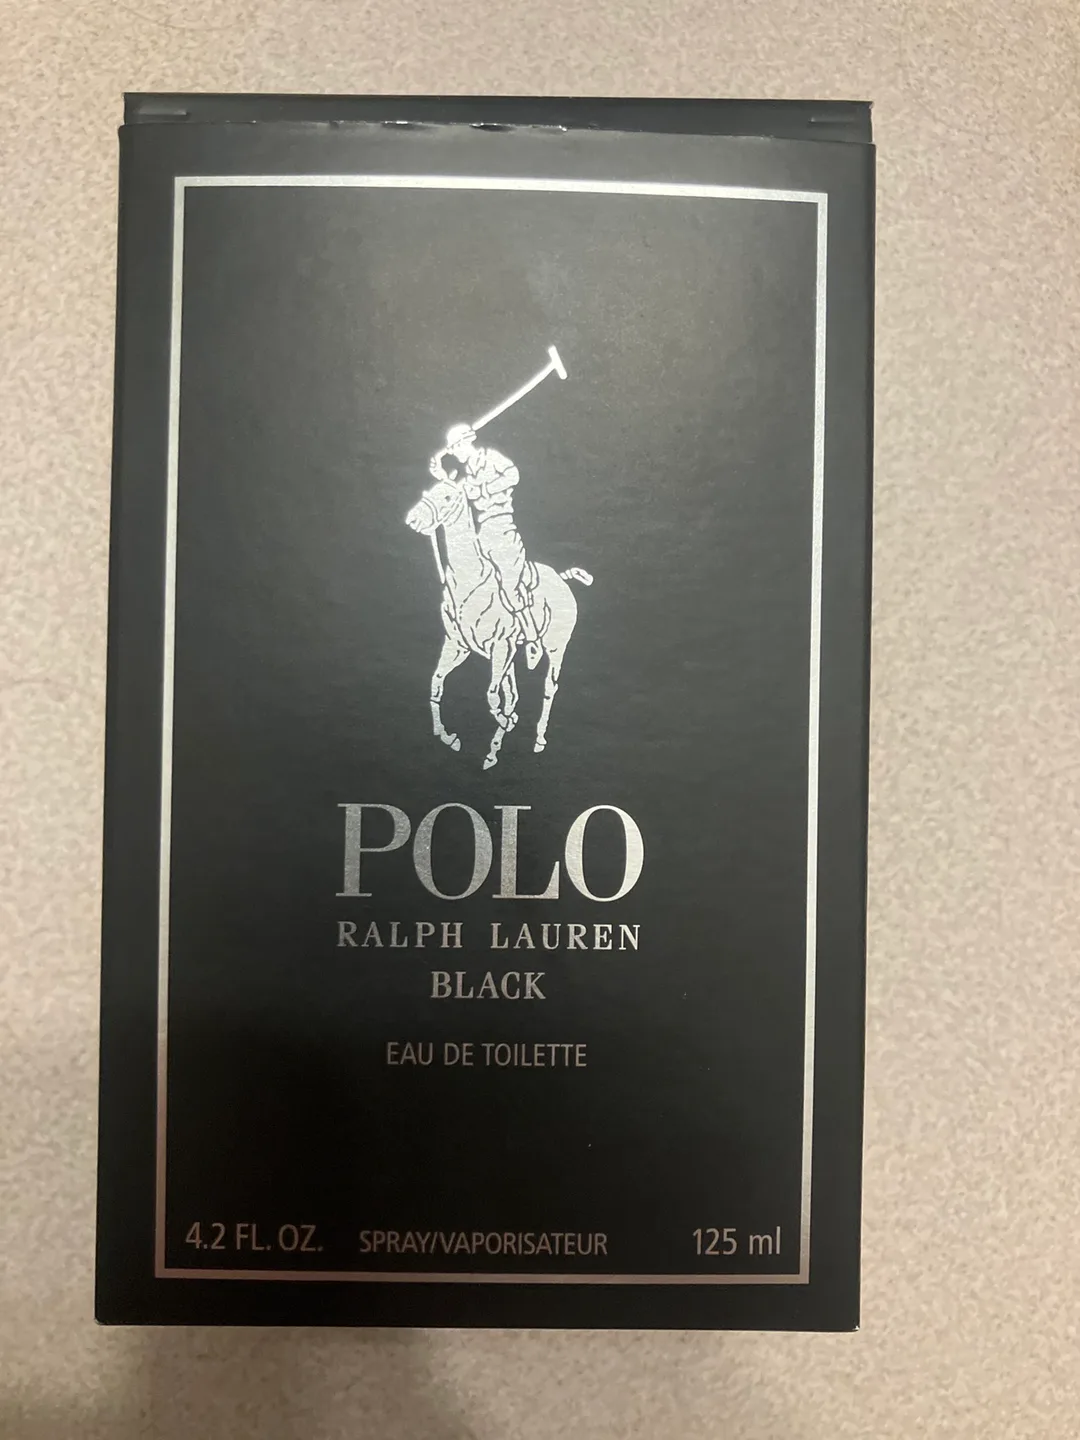 POLO
RALPH LAUREN
BLACK
EAU DE TOILETTE
4.2 FL. OZ. SPRAY/VAPORISATEUR 125 ml